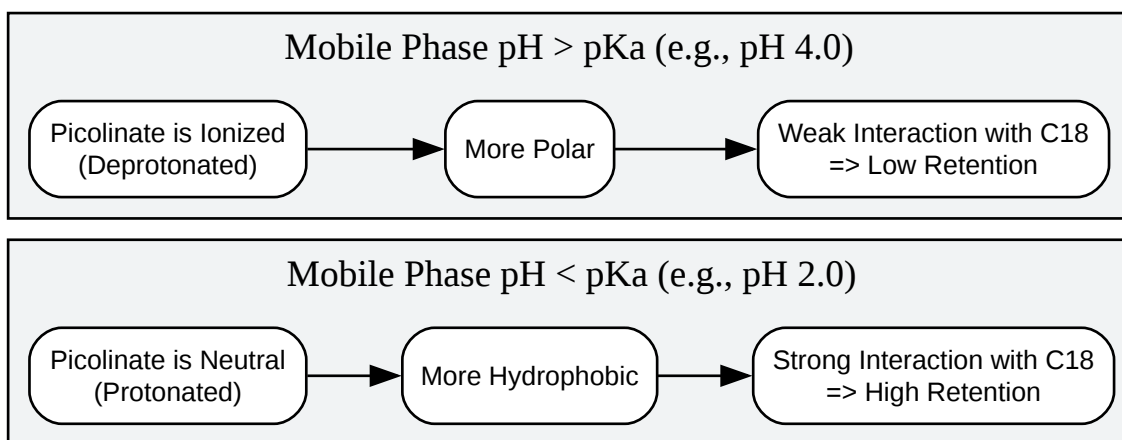 Mobile Phase pH > pKa (e.g., pH 4.0)
Picolinate is Ionized
(Deprotonated)
More Polar
Weak Interaction with C18
=> Low Retention
Mobile Phase pH < pKa (e.g., pH 2.0)
Picolinate is Neutral
(Protonated)
More Hydrophobic
Strong Interaction with C18
=> High Retention